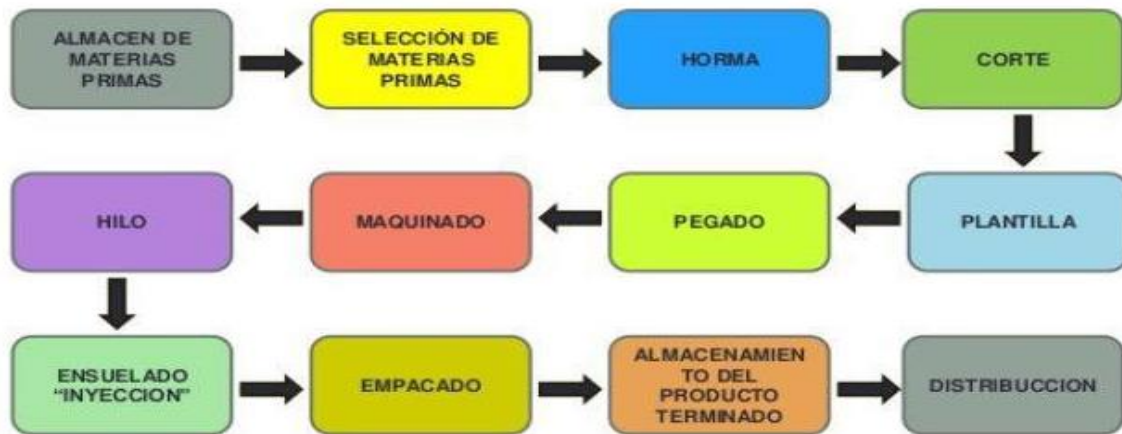 ALMACEN DE
MATERIAS
PRIMAS
SELECCIÓN DE
MATERIAS
PRIMAS
HORMA
CORTE
HILO
MAQUINADO
PEGADO
PLANTILLA
ENSUELADO
“INYECCION”
EMPACADO
ALMACENAMIEN
TO DEL
PRODUCTO
TERMINADO
DISTRIBUCCION